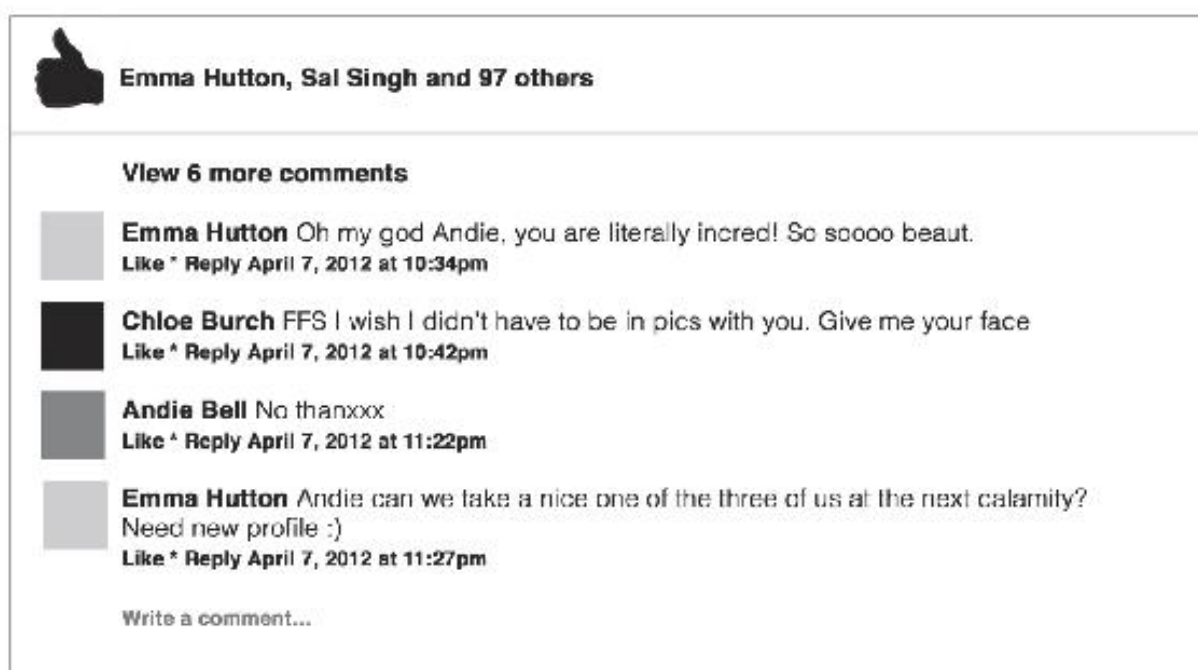 Emma Hutton, Sal Singh and 97 others
View 6 more comments
Emma Hutton Oh my god Andie, you are literally incred! So soooo beaut.
Like * Reply April 7, 2012 at 10:34pm
Chloe Burch FFS I wish I didn't have to be in pics with you. Give me your face
Like * Reply April 7, 2012 at 10:42pm
Andie Bell No thanxxx
Like * Reply April 7, 2012 at 11:22pm
Emma Hutton Andie can we take a nice one of the three of us at the next calamity?
Need new profile :)
Like * Reply April 7, 2012 at 11:27pm
Write a comment...